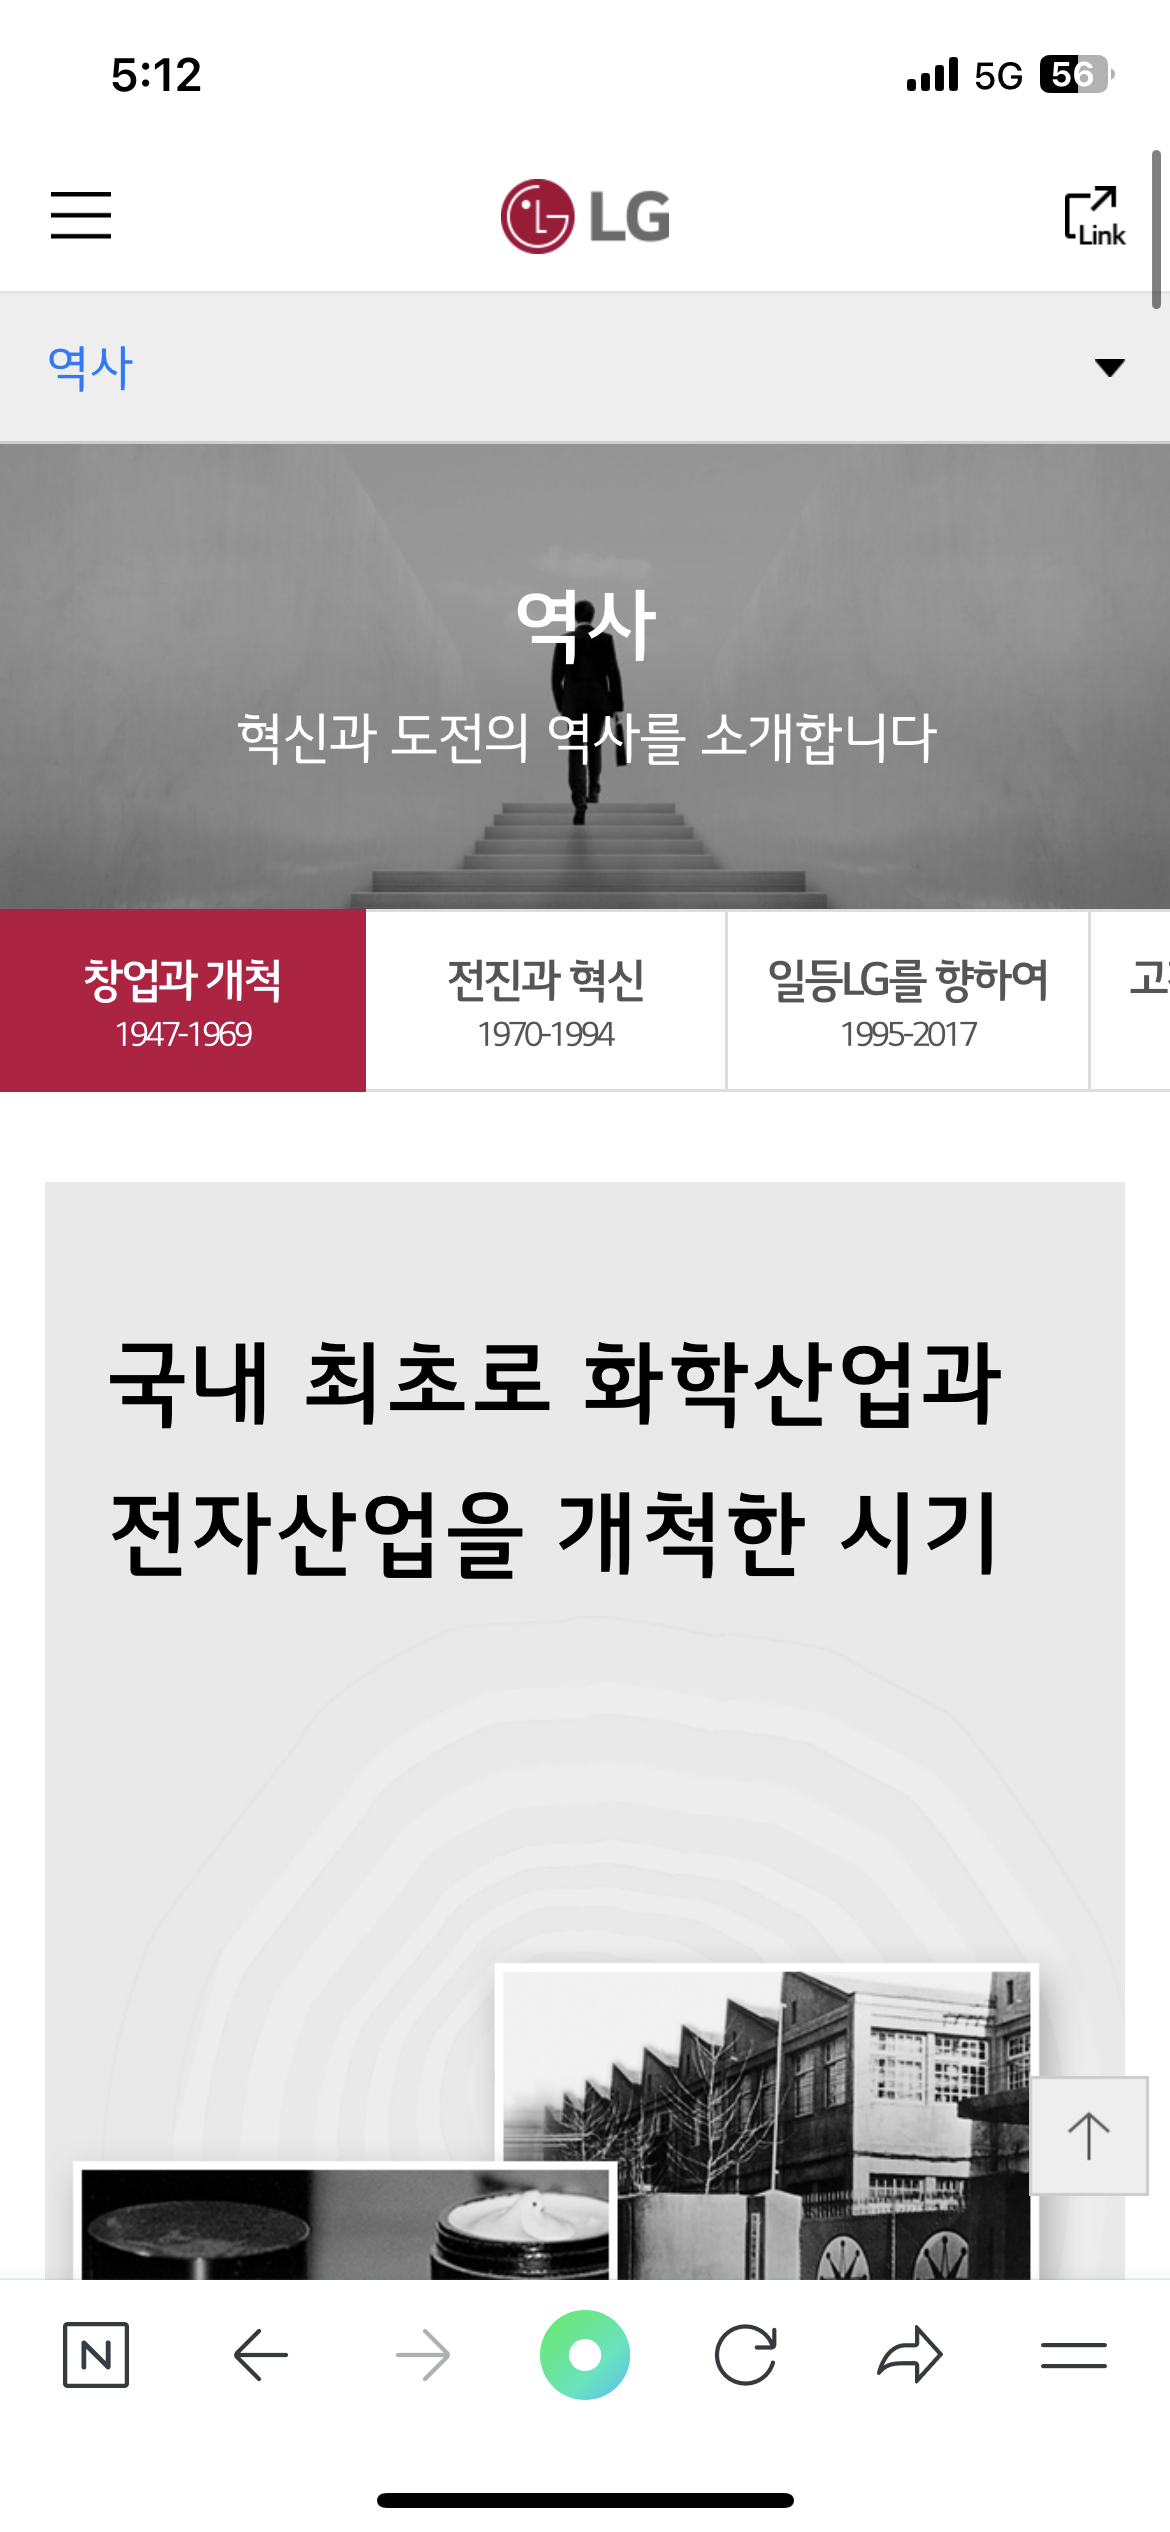 5:12
5G
56
LG
Link
역사
역사
혁신과 도전의 역사를 소개합니다
창업과 개척
1947-1969
전진과 혁신
1970-1994
일등LG를 향하여
1995-2017
국내 최초로 화학산업과
전자산업을 개척한 시기
N